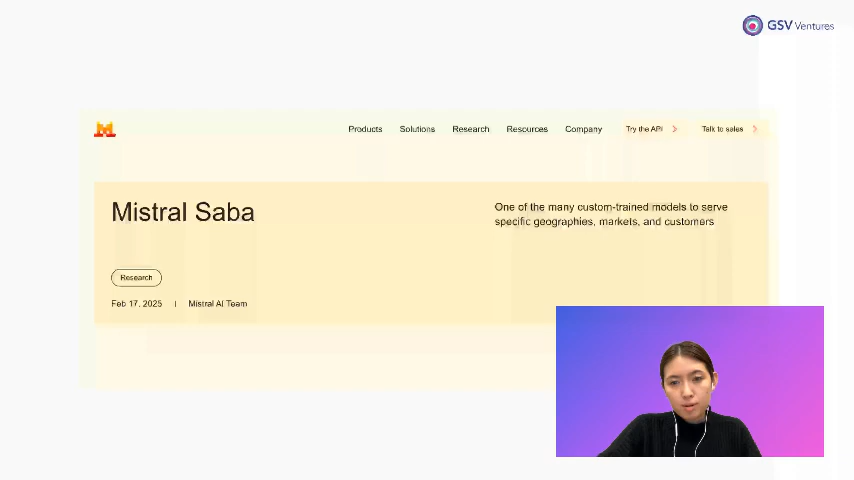 GSV Ventures
Products Solutions Research Resources Company Try the API Talk to sales
Mistral Saba
One of the many custom-trained models to serve
specific geographies, markets, and customers
Research
Feb 17, 2025 | Mistral AI Team